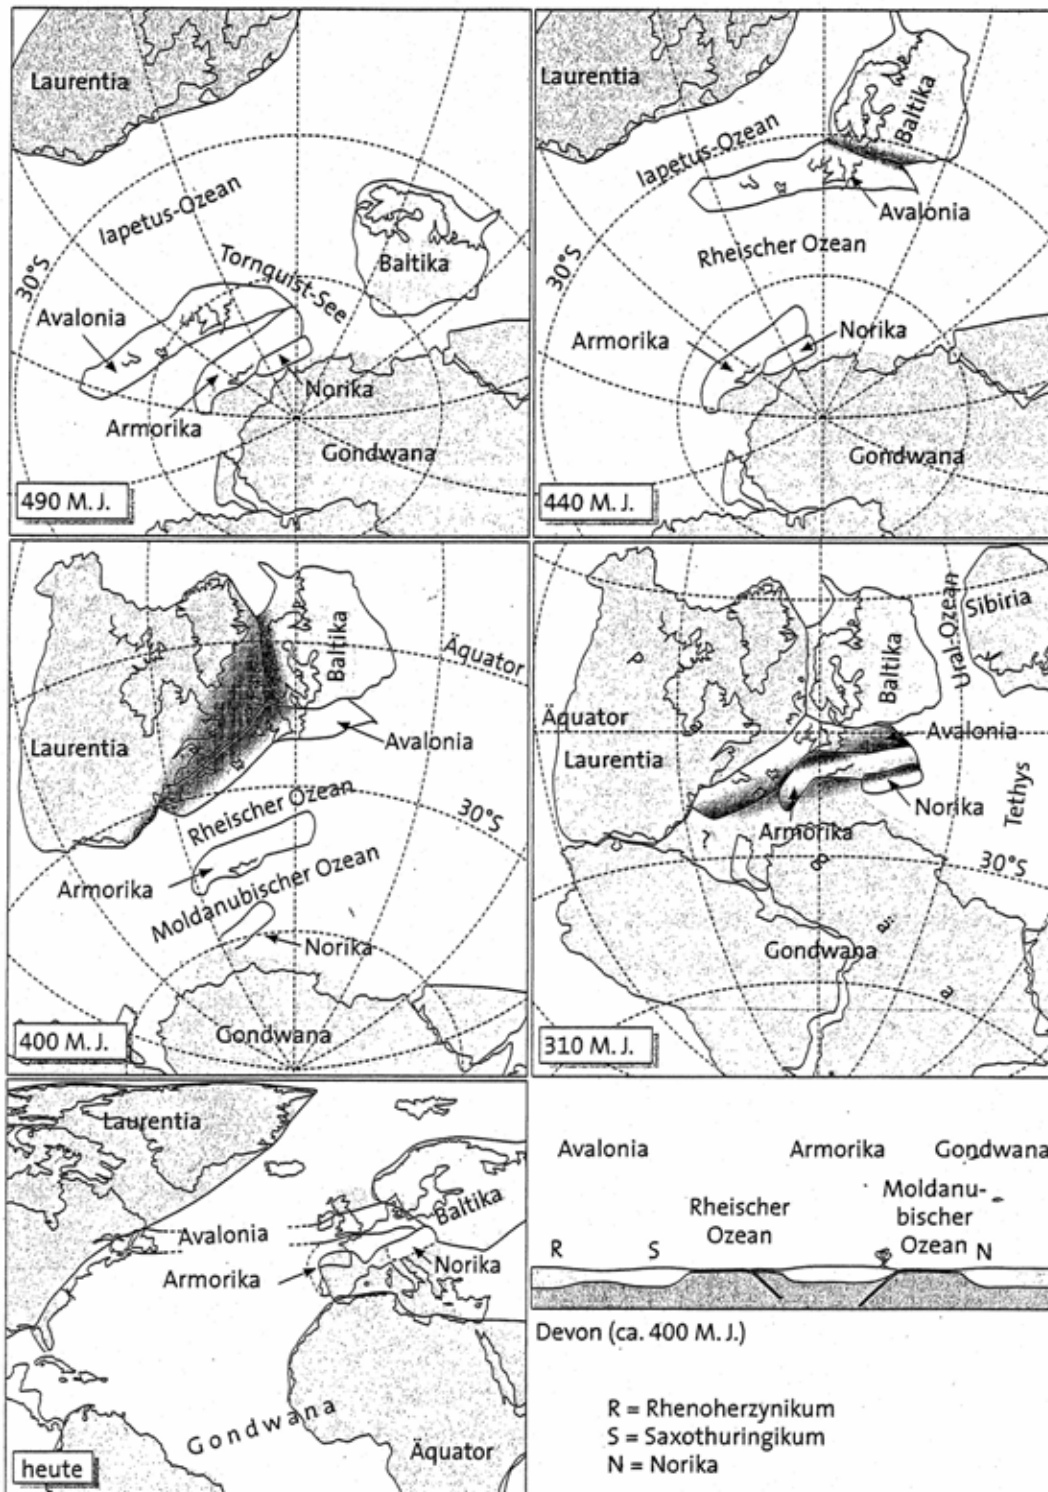 Laurentia
Iapetus-Ozean
30°S
Tornquist-See
Baltika
Avalonia
Armorika
Norika
Gondwana
490 M. J.
Laurentia
Baltika
Iapetus-Ozean
Avalonia
Rheischer Ozean
30°S
Armorika
Norika
Gondwana
440 M. J.
Baltika
Äquator
Laurentia
Avalonia
Rheischer Ozean
30°S
Armorika
Moldanubischer Ozean
Norika
Gondwana
400 M. J.
Ural-Ozean
Sibiria
Baltika
Äquator
Avalonia
Laurentia
Norika
Tethys
?
Armorika
30°S
Gondwana
310 M. J.
Laurentia
Baltika
Avalonia
Armorika
Norika
Gondwana
Äquator
heute
Avalonia Armorika Gondwana
Rheischer
Ozean
Moldanu-
bischer
Ozean
R S N
Devon (ca. 400 M. J.)
R = Rhenoherzynikum
S = Saxothuringikum
N = Norika